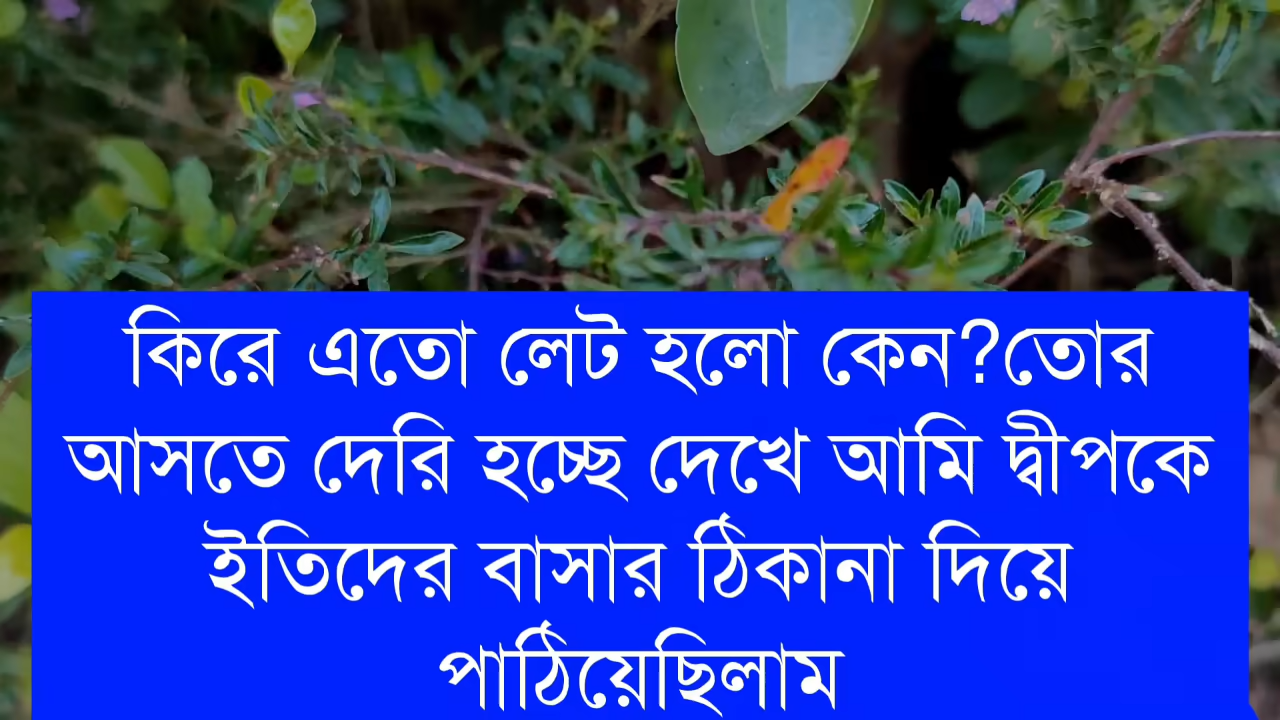 কিরে এতো লেট হলো কেন?তোর
আসতে দেরি হচ্ছে দেখে আমি দ্বীপকে
ইতিদের বাসার ঠিকানা দিয়ে
পাঠিয়েছিলাম